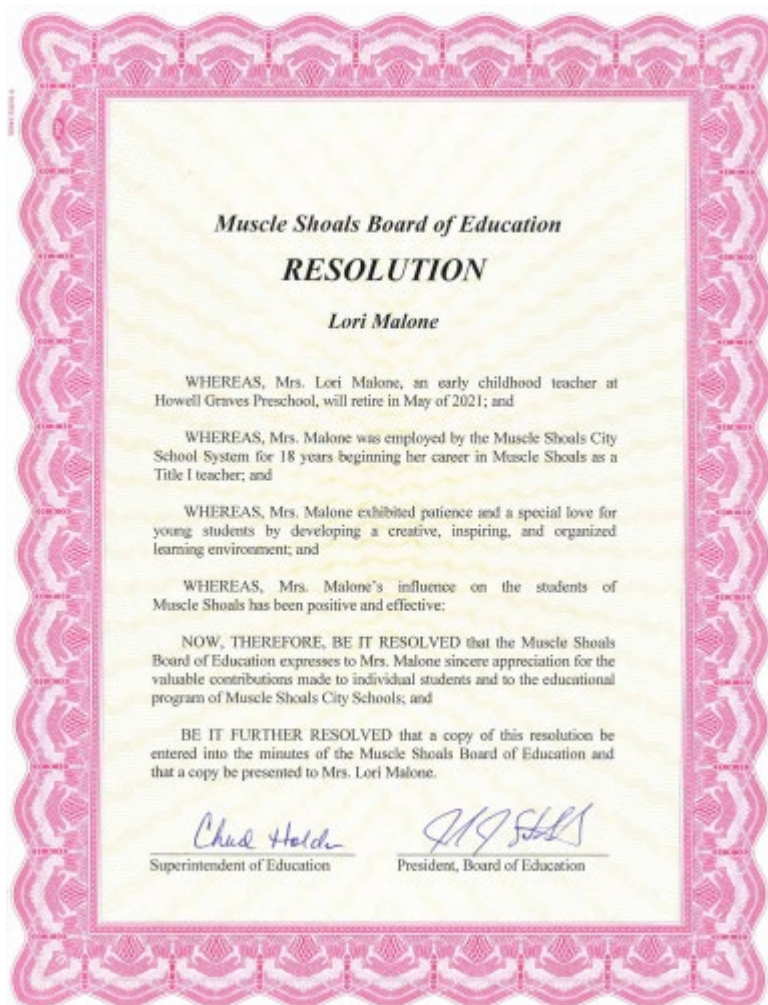 Muscle Shoals Board of Education
RESOLUTION
Lori Malone
WHEREAS, Mrs. Lori Malone, an early childhood teacher at
Howell Graves Preschool, will retire in May of 2021; and
WHEREAS, Mrs. Malone was employed by the Muscle Shoals City
School System for 18 years beginning her career in Muscle Shoals as a
Title I teacher; and
WHEREAS, Mrs. Malone exhibited patience and a special love for
young students by developing a creative, inspiring, and organized
learning environment; and
WHEREAS, Mrs. Malone's influence on the students of
Muscle Shoals has been positive and effective:
NOW, THEREFORE, BE IT RESOLVED that the Muscle Shoals
Board of Education expresses to Mrs. Malone sincere appreciation for the
valuable contributions made to individual students and to the educational
program of Muscle Shoals City Schools; and
BE IT FURTHER RESOLVED that a copy of this resolution be
entered into the minutes of the Muscle Shoals Board of Education and
that a copy be presented to Mrs. Lori Malone.
Chad Holden
Superintendent of Education
President, Board of Education